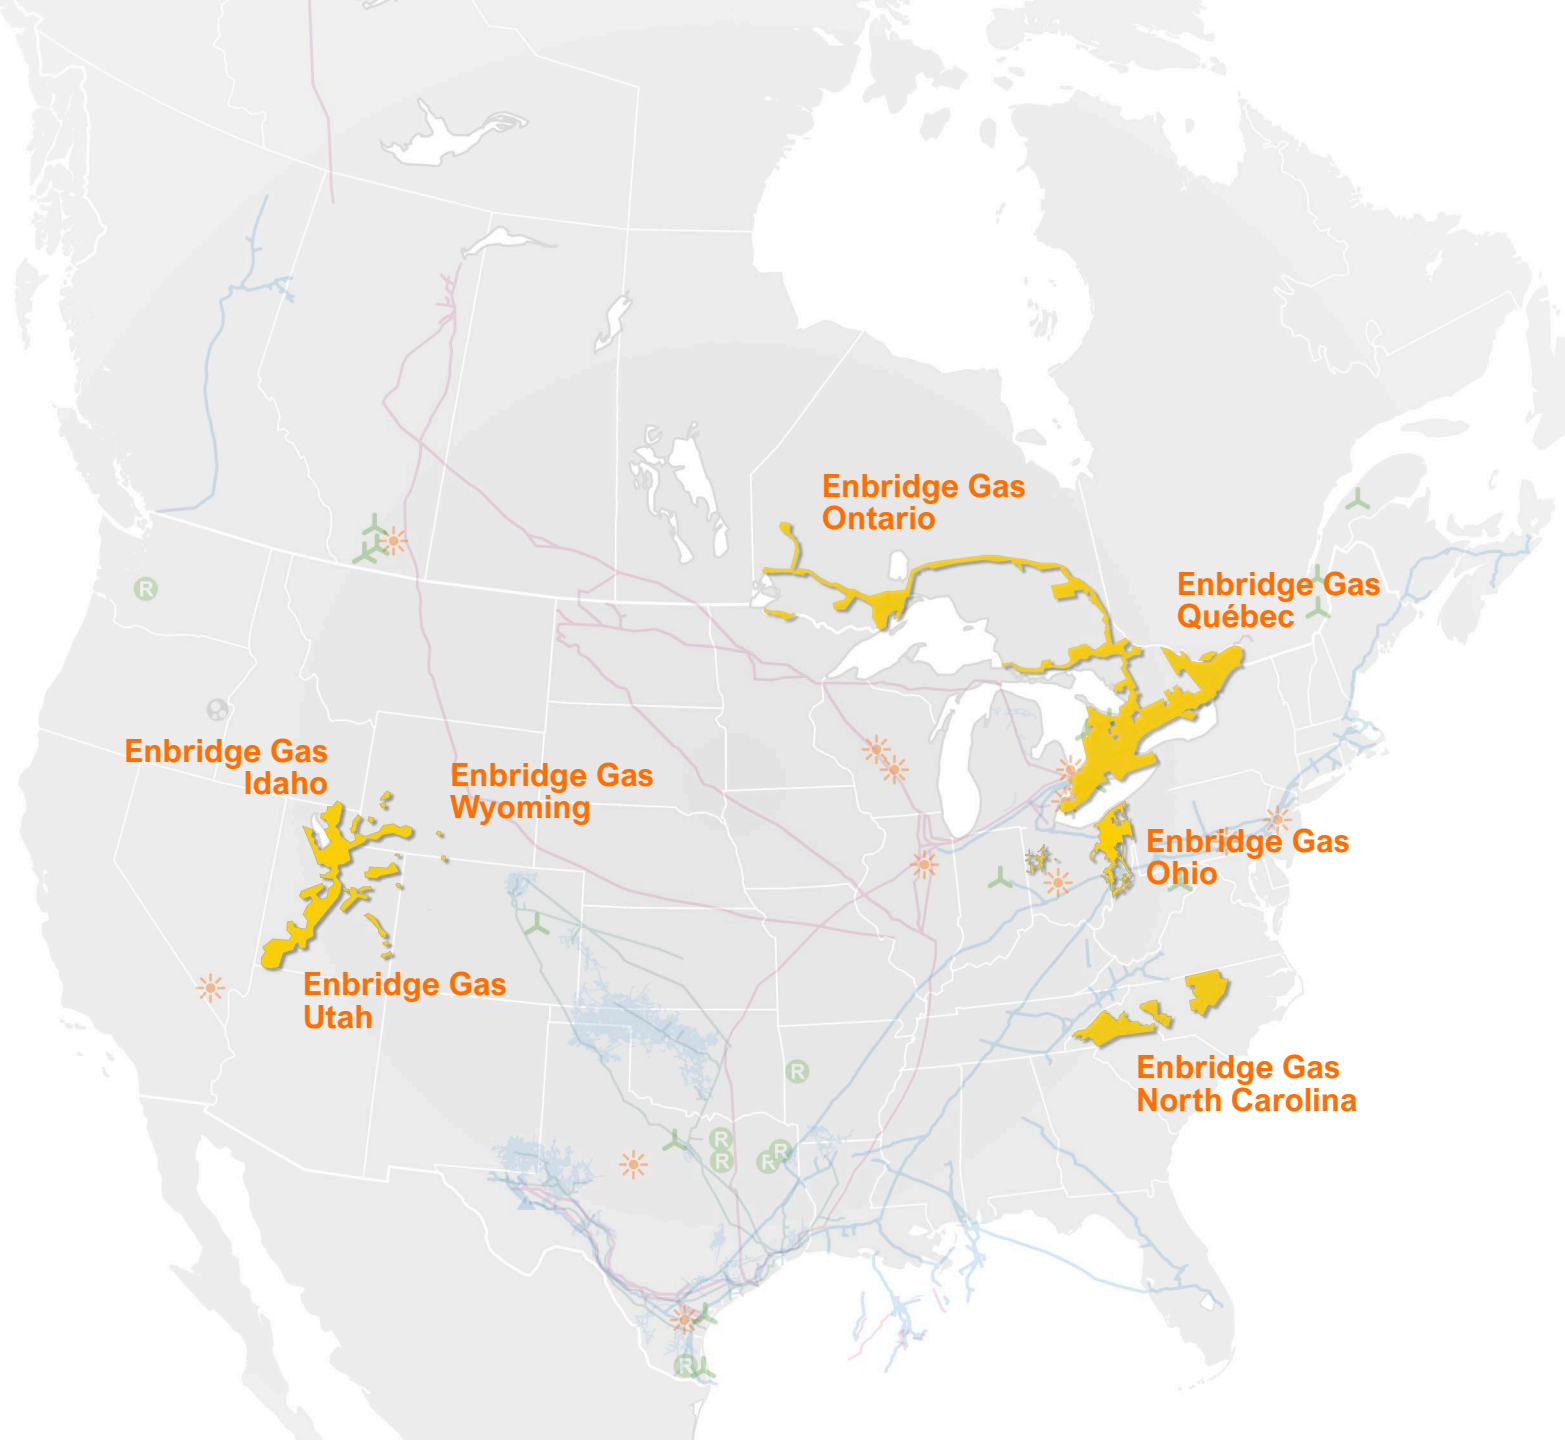 Enbridge Gas
Ontario
Enbridge Gas
Québec
Enbridge Gas
Idaho
Enbridge Gas
Wyoming
Enbridge Gas
Ohio
Enbridge Gas
Utah
Enbridge Gas
North Carolina
R
R
R
R
R
R
R